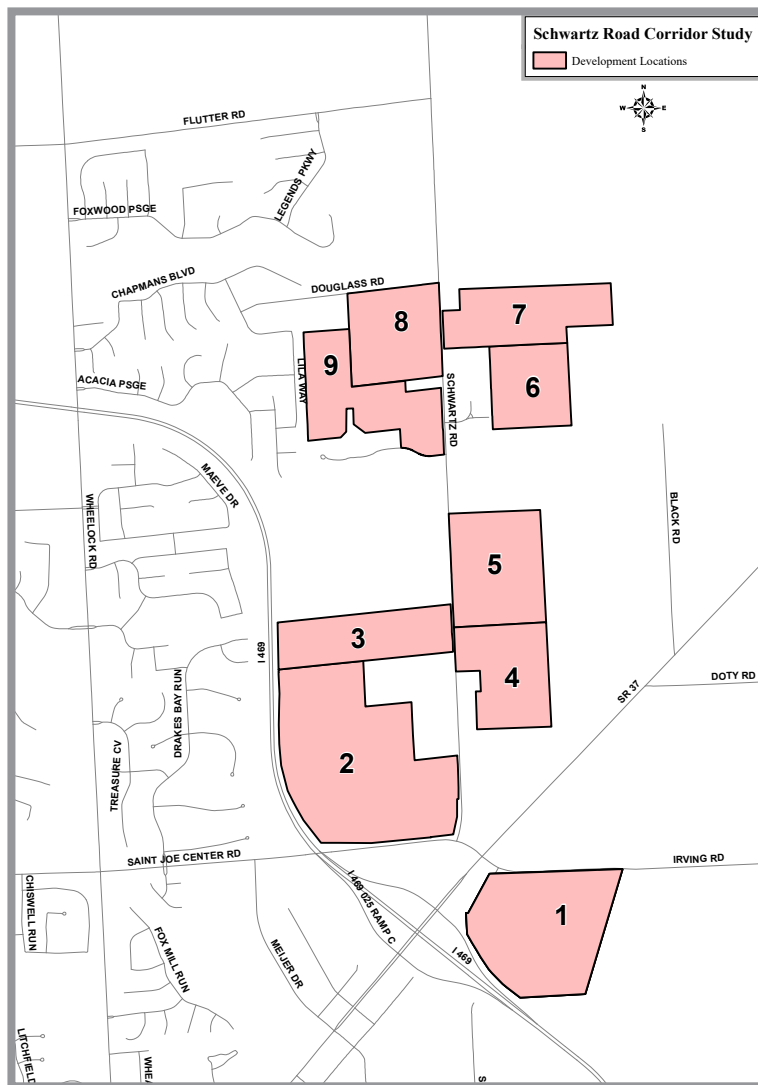 Schwartz Road Corridor Study
Development Locations
N
W
E
S
FLUTTER RD
LEGENDS PKWY
FOXWOOD PSGE
CHAPMANS BLVD
DOUGLASS RD
8
7
9
6
LILA WAY
ACACIA PSGE
SCHWARTZ RD
MAEVE DR
WHEELOCK RD
BLACK RD
5
3
I 469
4
DOTY RD
SR 37
DRAKES BAY RUN
2
TREASURE CV
SAINT JOE CENTER RD
IRVING RD
I 469 025 RAMP C
1
CHISWELL RUN
FOX MILL RUN
MEIJER DR
I 469
LITCHFIELD
WHEA
S